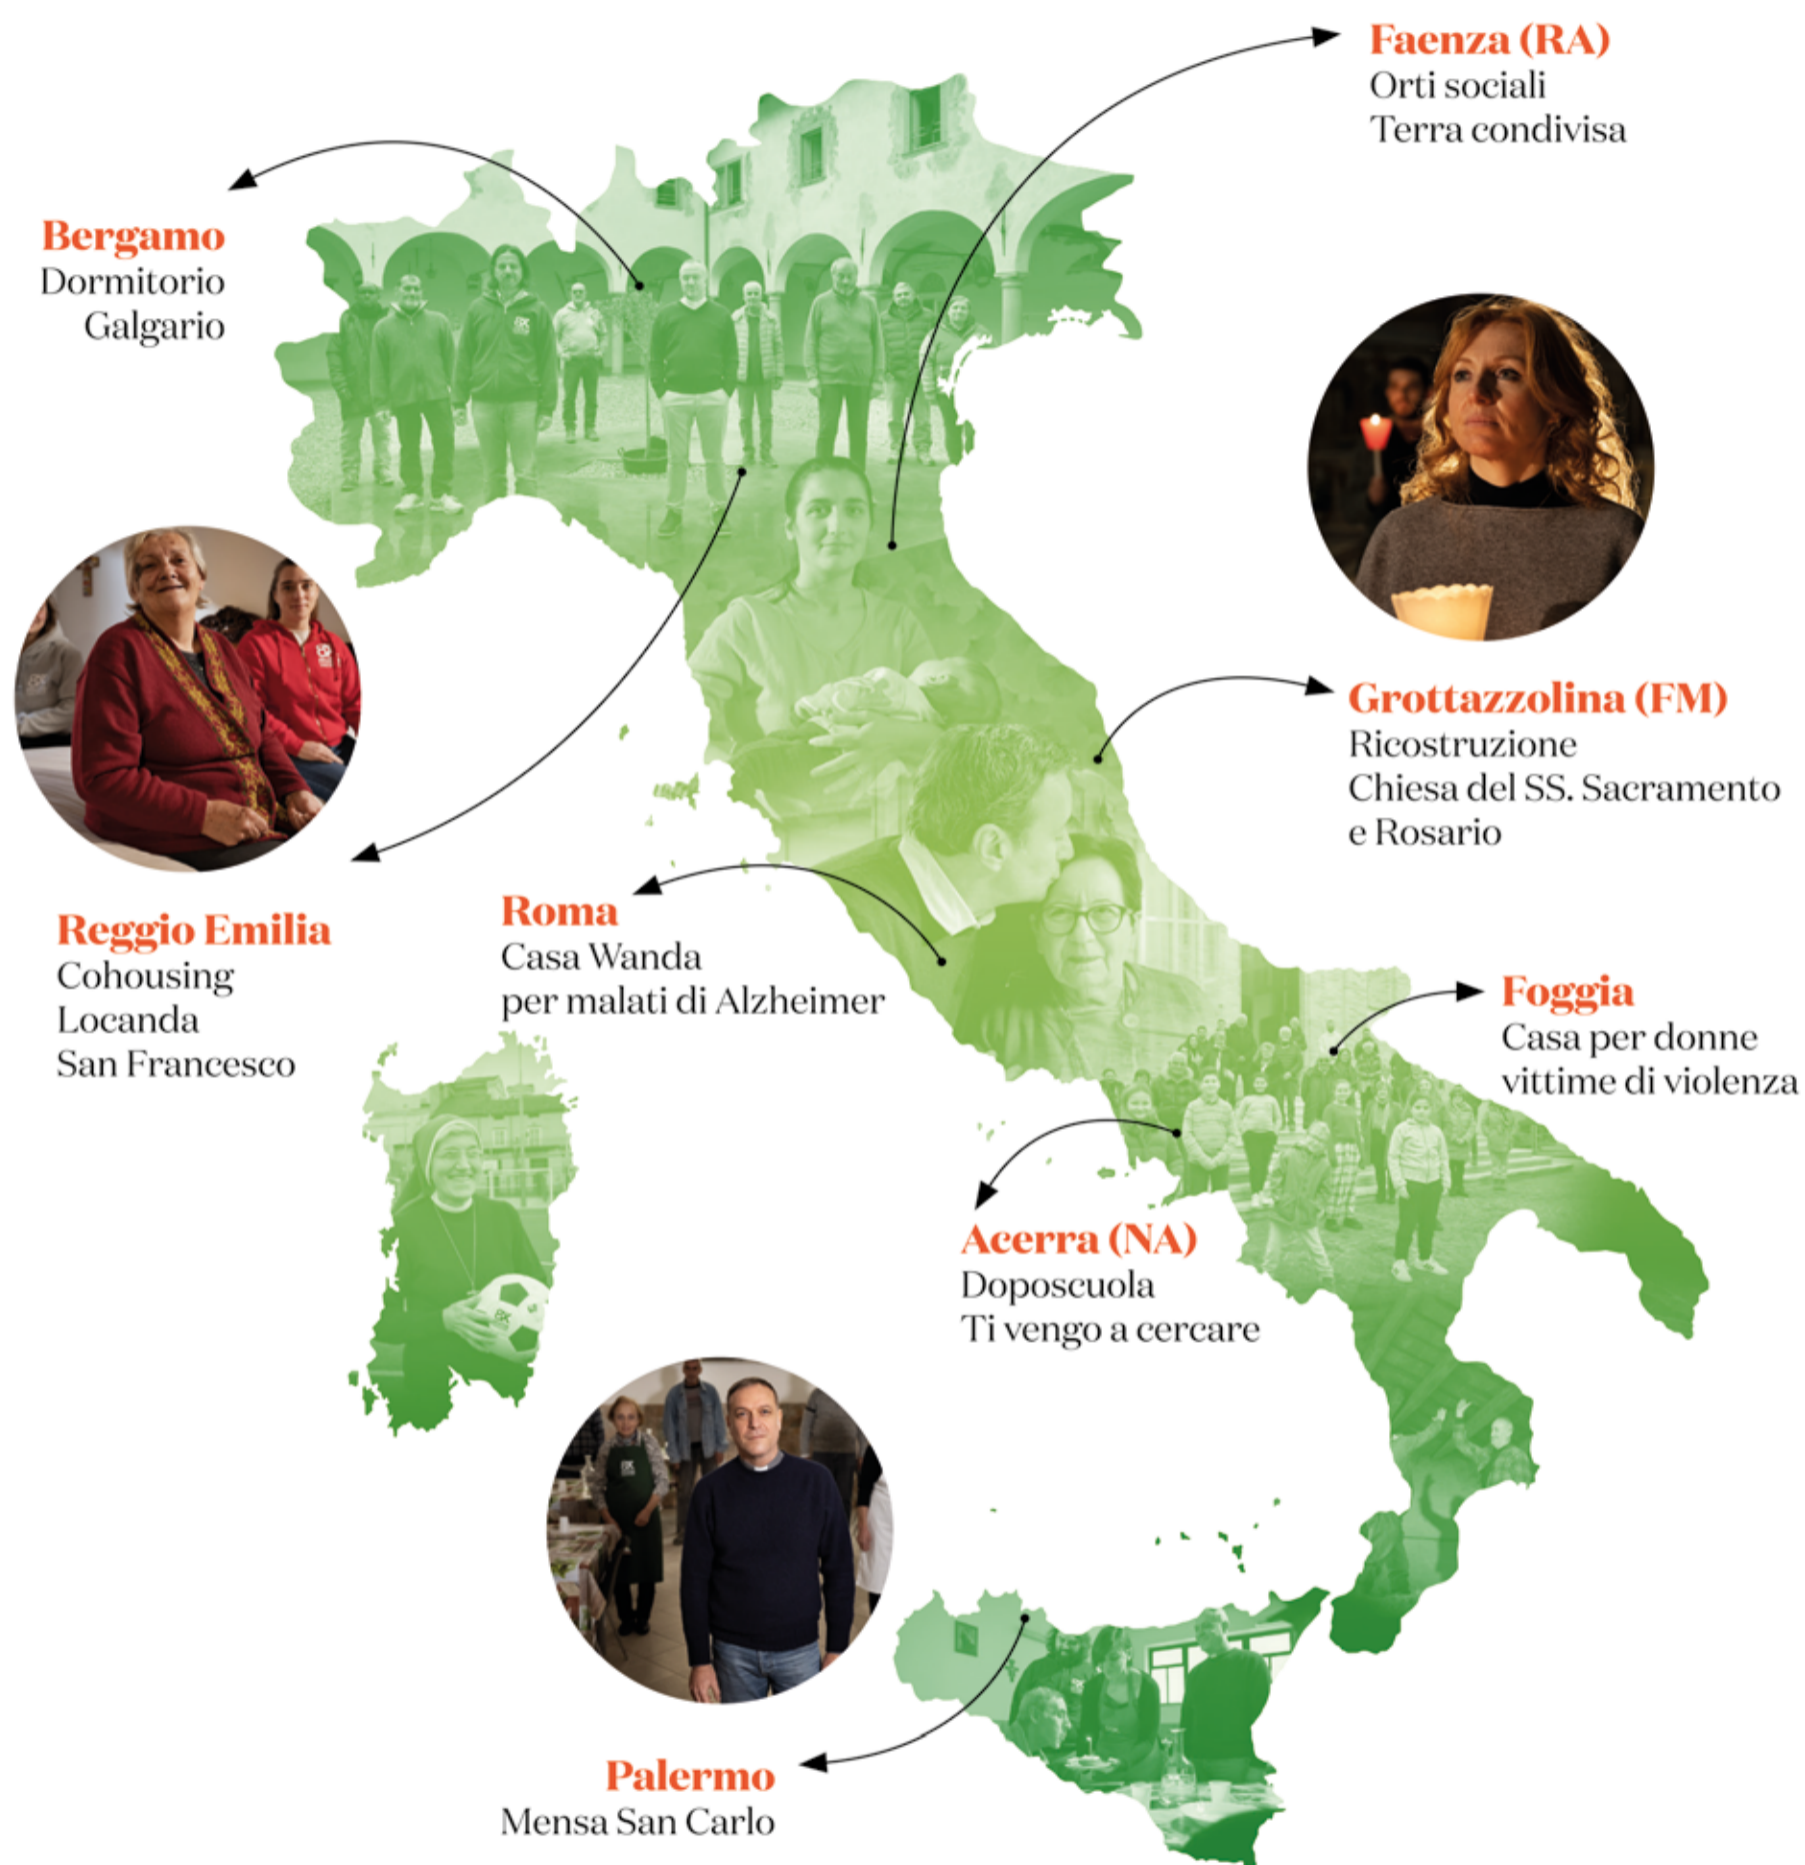 Faenza (RA)
Orti sociali
Terra condivisa
Bergamo
Dormitorio
Galgario
Grottazzolina (FM)
Ricostruzione
Chiesa del SS. Sacramento
e Rosario
Reggio Emilia
Cohousing
Locanda
San Francesco
Roma
Casa Wanda
per malati di Alzheimer
Foggia
Casa per donne
vittime di violenza
Acerra (NA)
Doposcuola
Ti vengo a cercare
Palermo
Mensa San Carlo